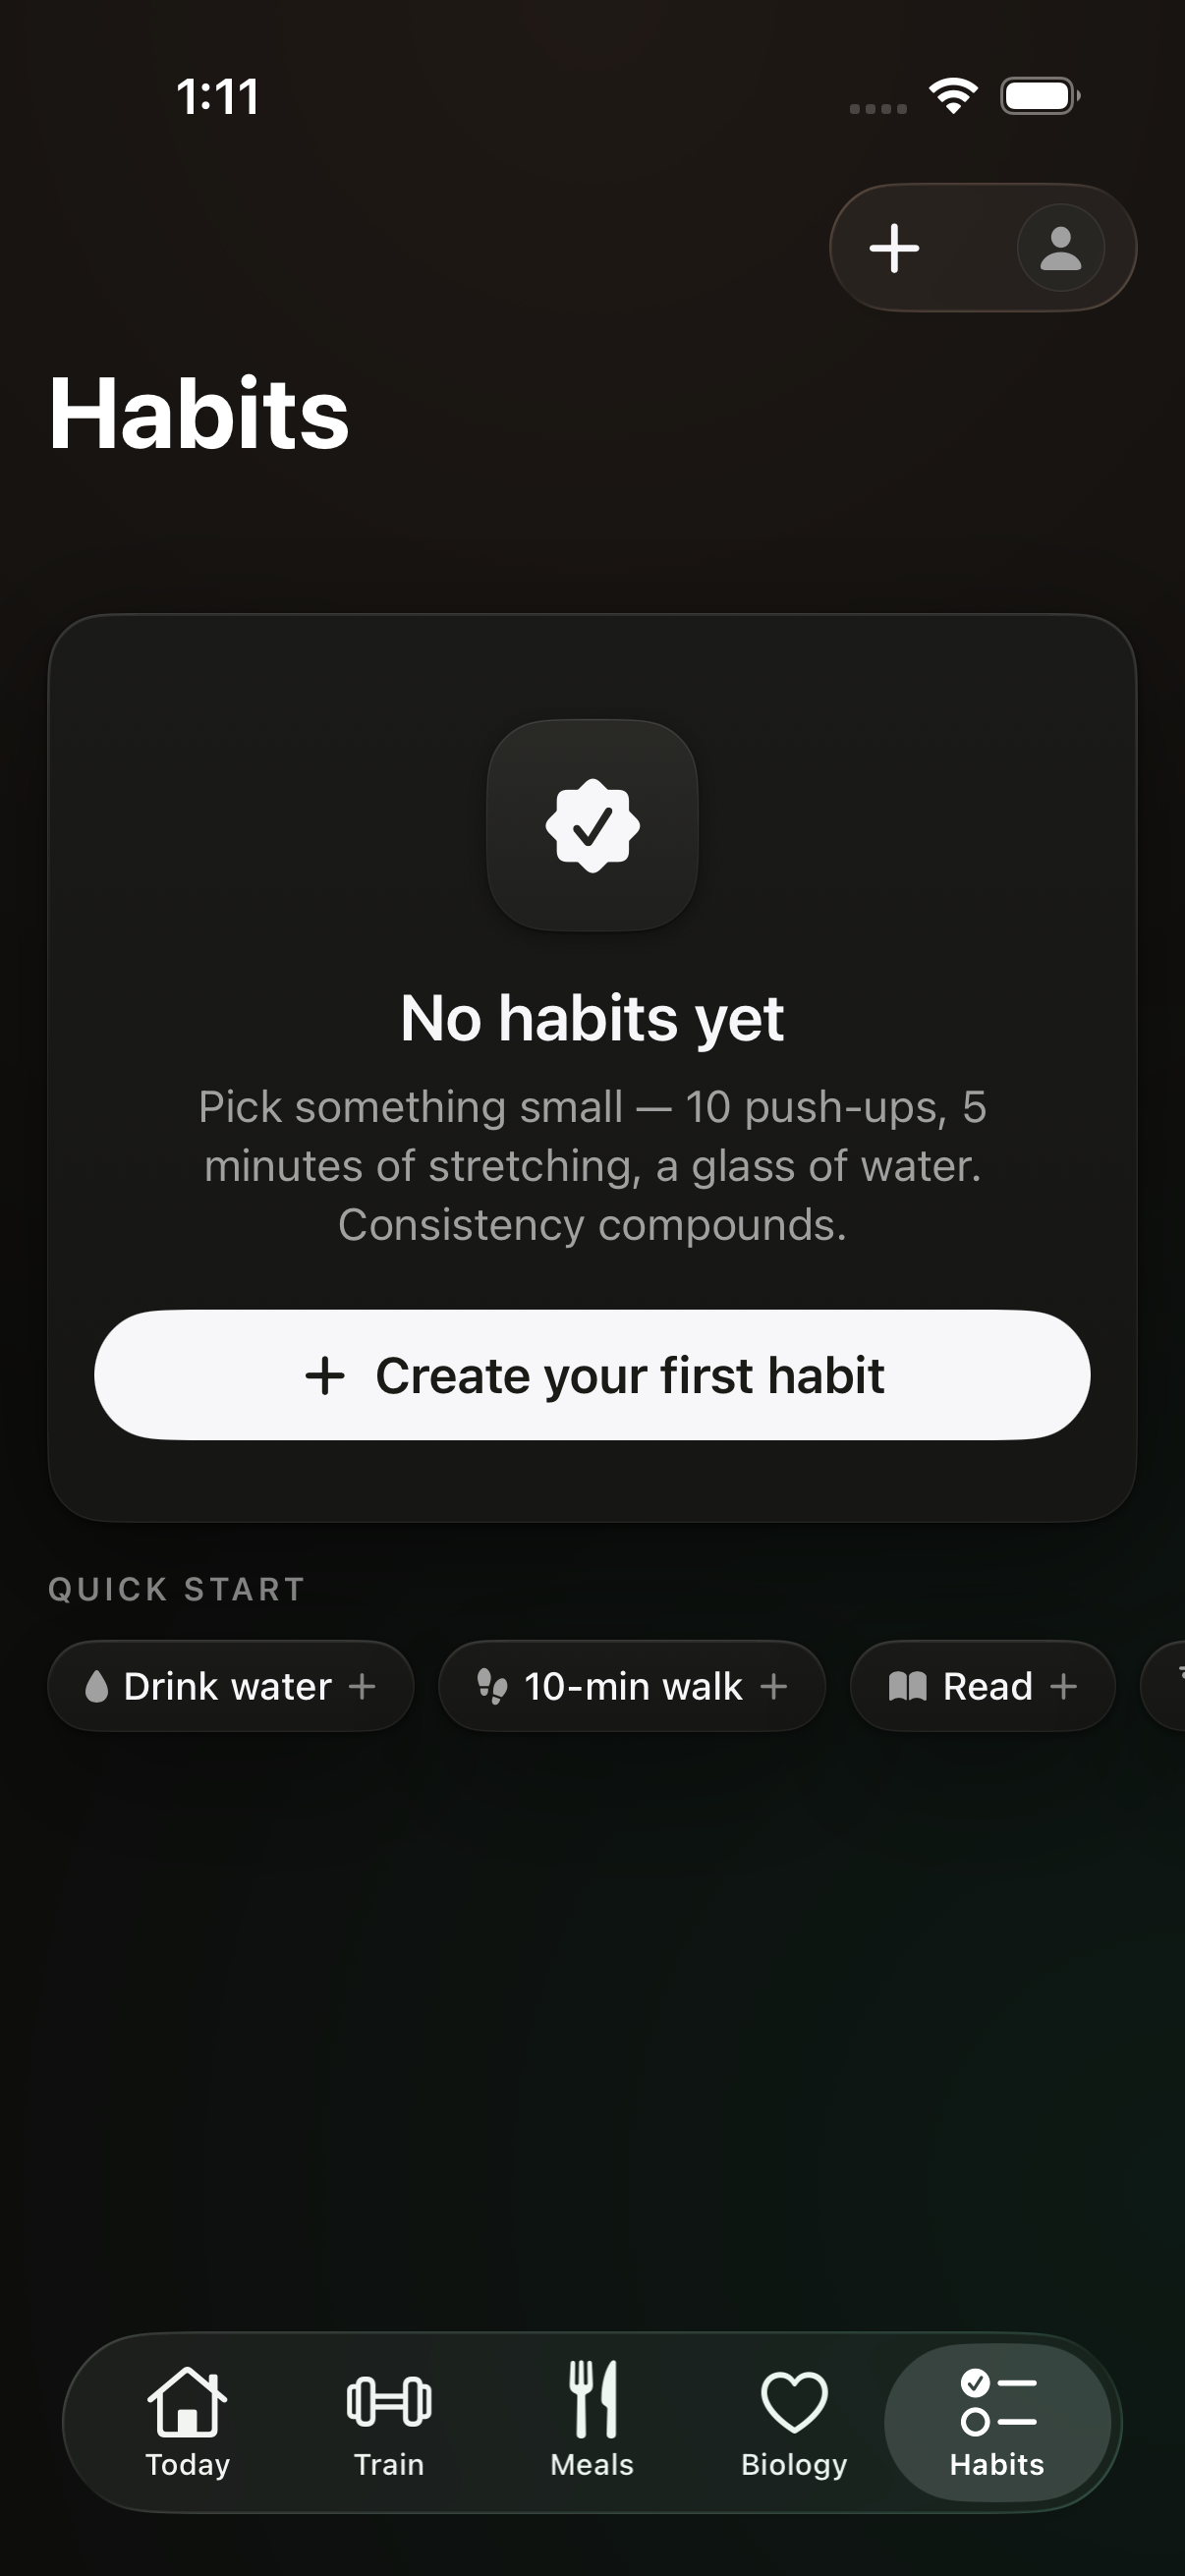 1:11
Habits
No habits yet
Pick something small — 10 push-ups, 5
minutes of stretching, a glass of water.
Consistency compounds.
Create your first habit
QUICK START
Drink water
10-min walk
Read
Today
Train
Meals
Biology
Habits